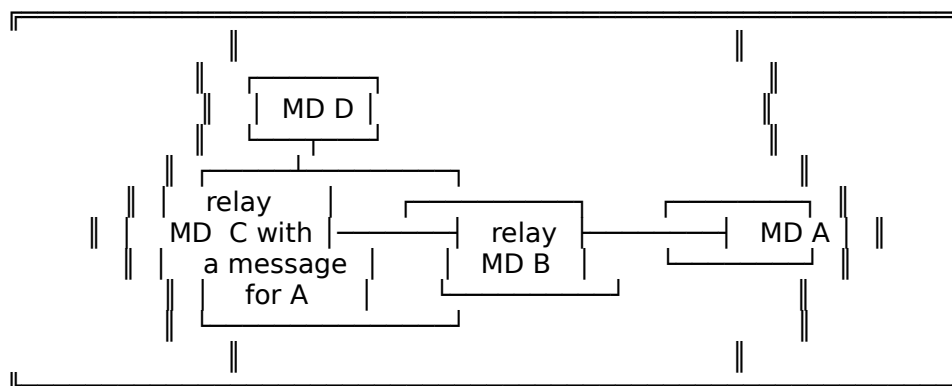 MD D
relay
MD C with
a message
for A
relay
MD B
MD A